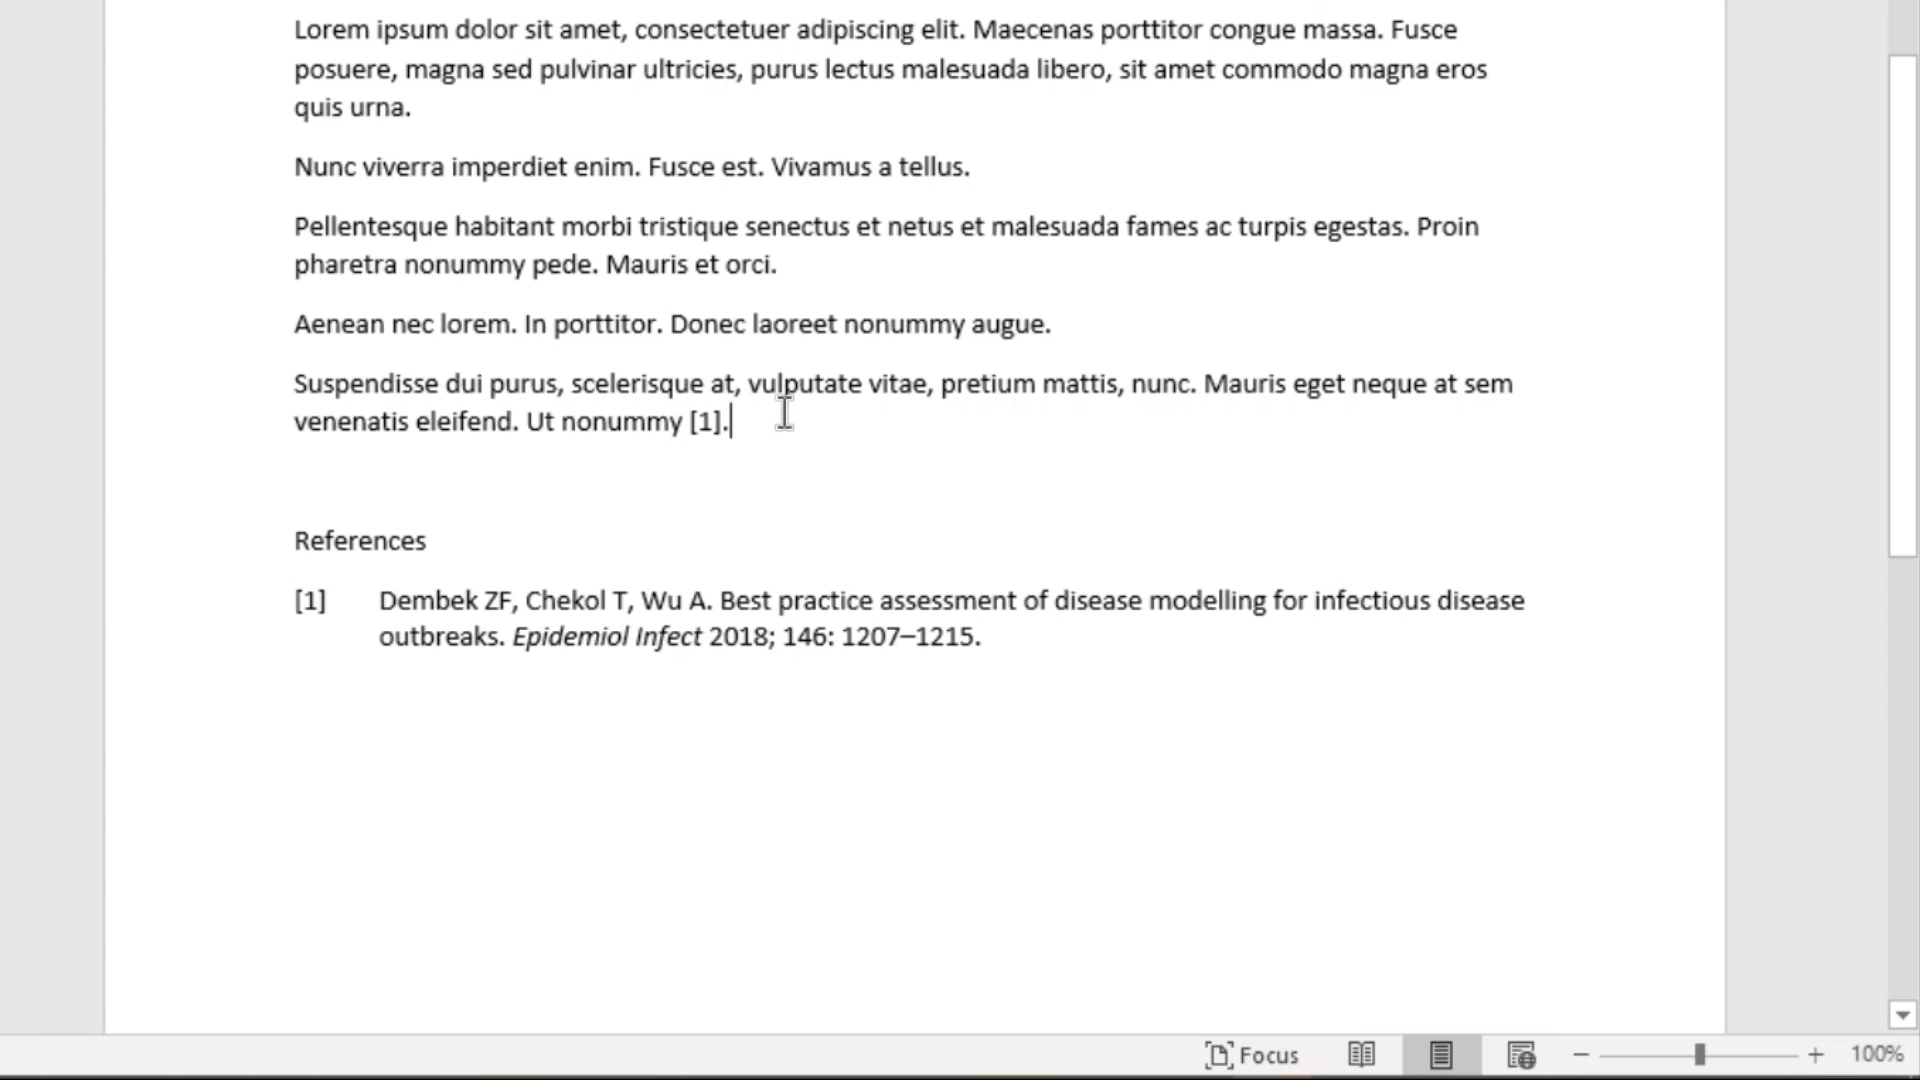 Lorem ipsum dolor sit amet, consectetuer adipiscing elit. Maecenas porttitor congue massa. Fusce
posuere, magna sed pulvinar ultricies, purus lectus malesuada libero, sit amet commodo magna eros
quis urna.
Nunc viverra imperdiet enim. Fusce est. Vivamus a tellus.
Pellentesque habitant morbi tristique senectus et netus et malesuada fames ac turpis egestas. Proin
pharetra nonummy pede. Mauris et orci.
Aenean nec lorem. In porttitor. Donec laoreet nonummy augue.
Suspendisse dui purus, scelerisque at, vulputate vitae, pretium mattis, nunc. Mauris eget neque at sem
venenatis eleifend. Ut nonummy [1].
References
[1] Dembek ZF, Chekol T, Wu A. Best practice assessment of disease modelling for infectious disease
outbreaks. Epidemiol Infect 2018; 146: 1207–1215.
Focus 100%